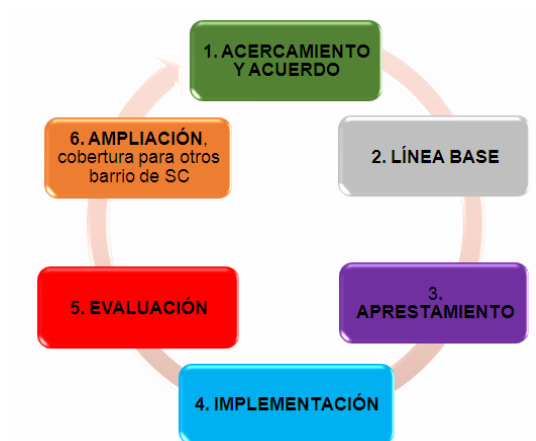 1. ACERCAMIENTO
Y ACUERDO
2. LÍNEA BASE
3.
APRESTAMIENTO
4. IMPLEMENTACIÓN
5. EVALUACIÓN
6. AMPLIACIÓN,
cobertura para otros
barrio de SC